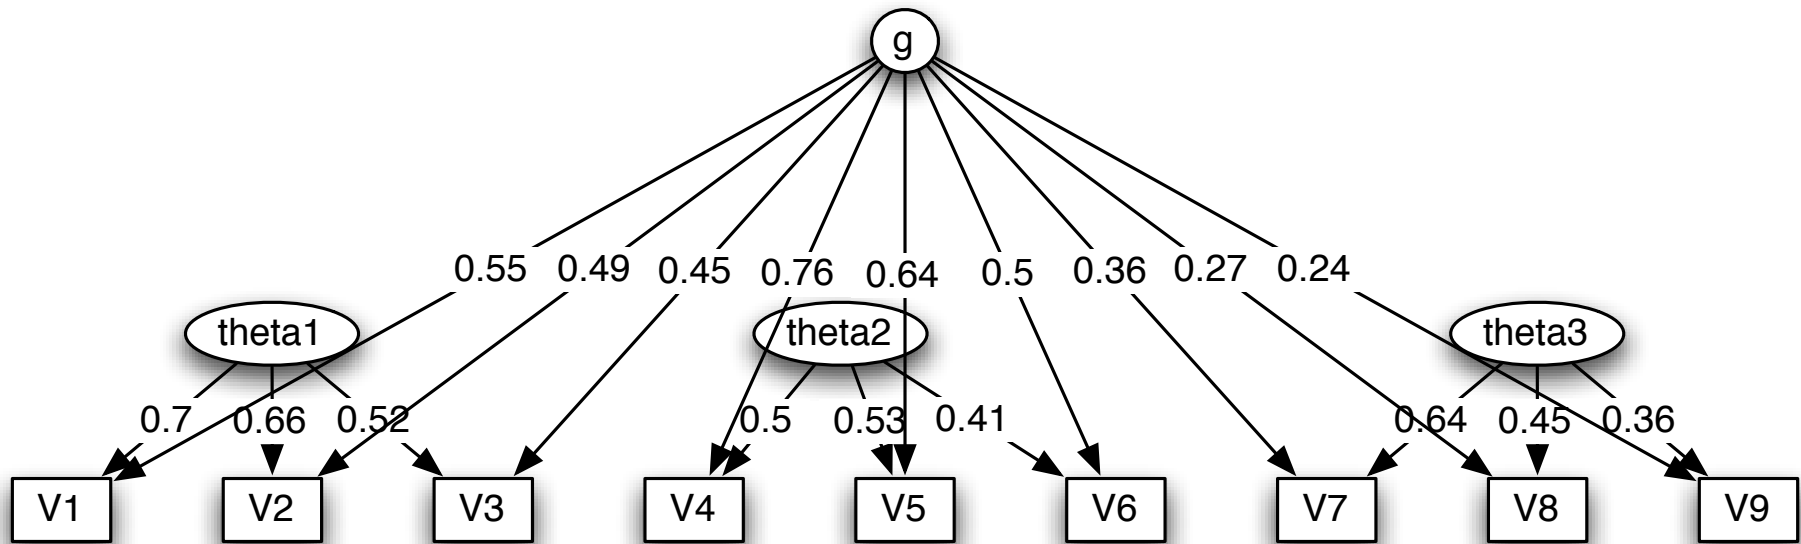 g
0.55 0.49 0.45 0.76 0.64 0.5 0.36 0.27 0.24
theta1 theta2 theta3
0.7 0.66 0.52 0.5 0.53 0.41 0.64 0.45 0.36
V1 V2 V3 V4 V5 V6 V7 V8 V9